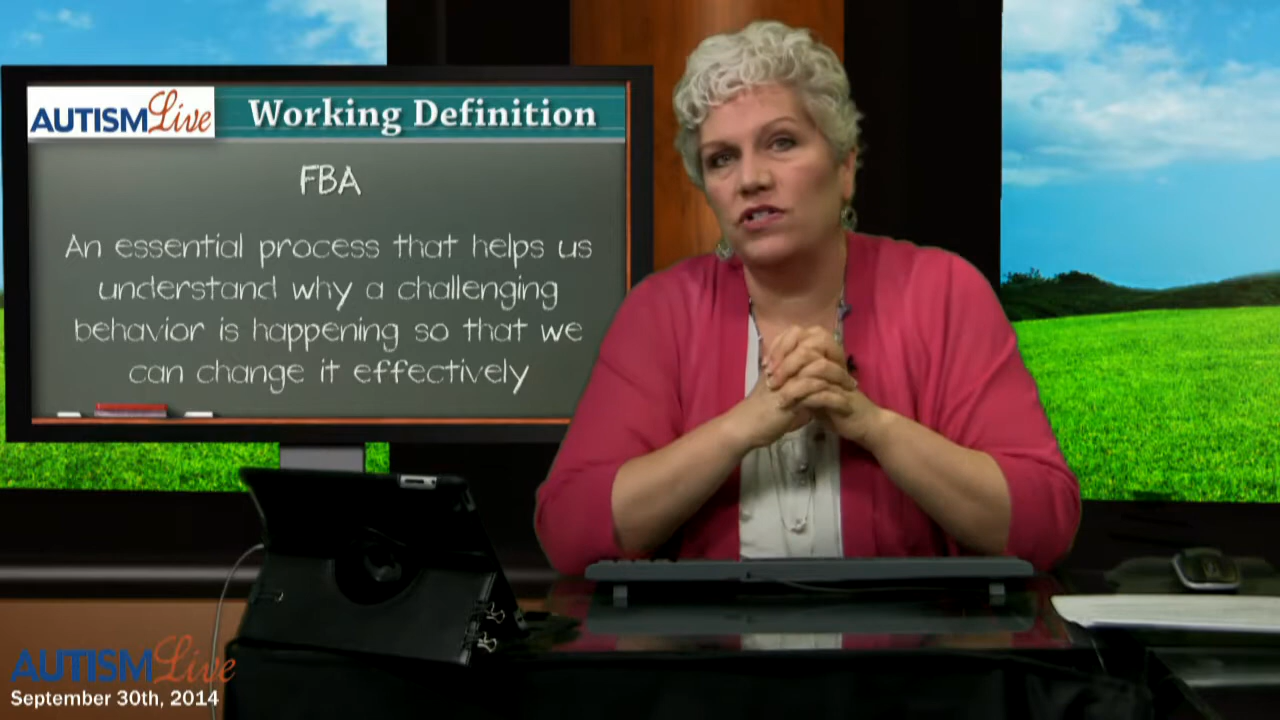 AUTISM Live
Working Definition
FBA
An essential process that helps us
understand why a challenging
behavior is happening so that we
can change it effectively
AUTISM Live
September 30th, 2014